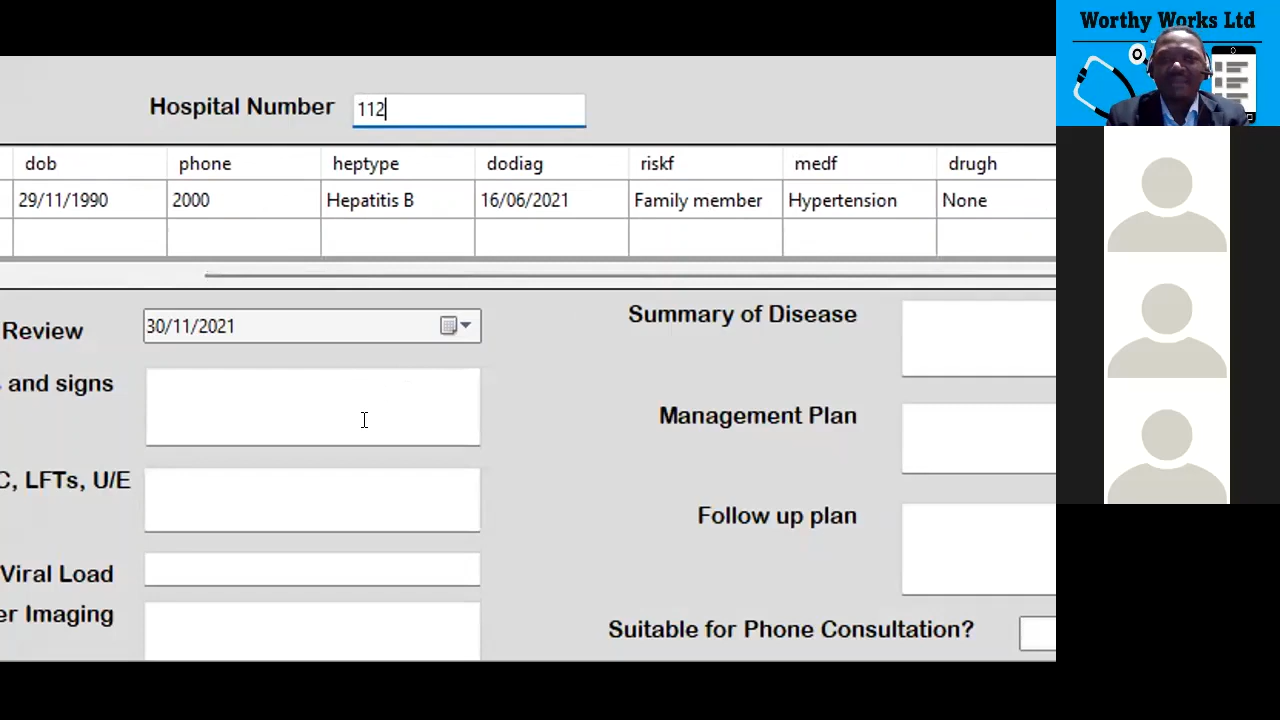 Worthy Works Ltd
Hospital Number 112
dob phone heptype dodiag riskf medf drugh
29/11/1990 2000 Hepatitis B 16/06/2021 Family member Hypertension None
Review 30/11/2021
Summary of Disease
and signs
Management Plan
C, LFTs, U/E
Follow up plan
Viral Load
er Imaging
Suitable for Phone Consultation?